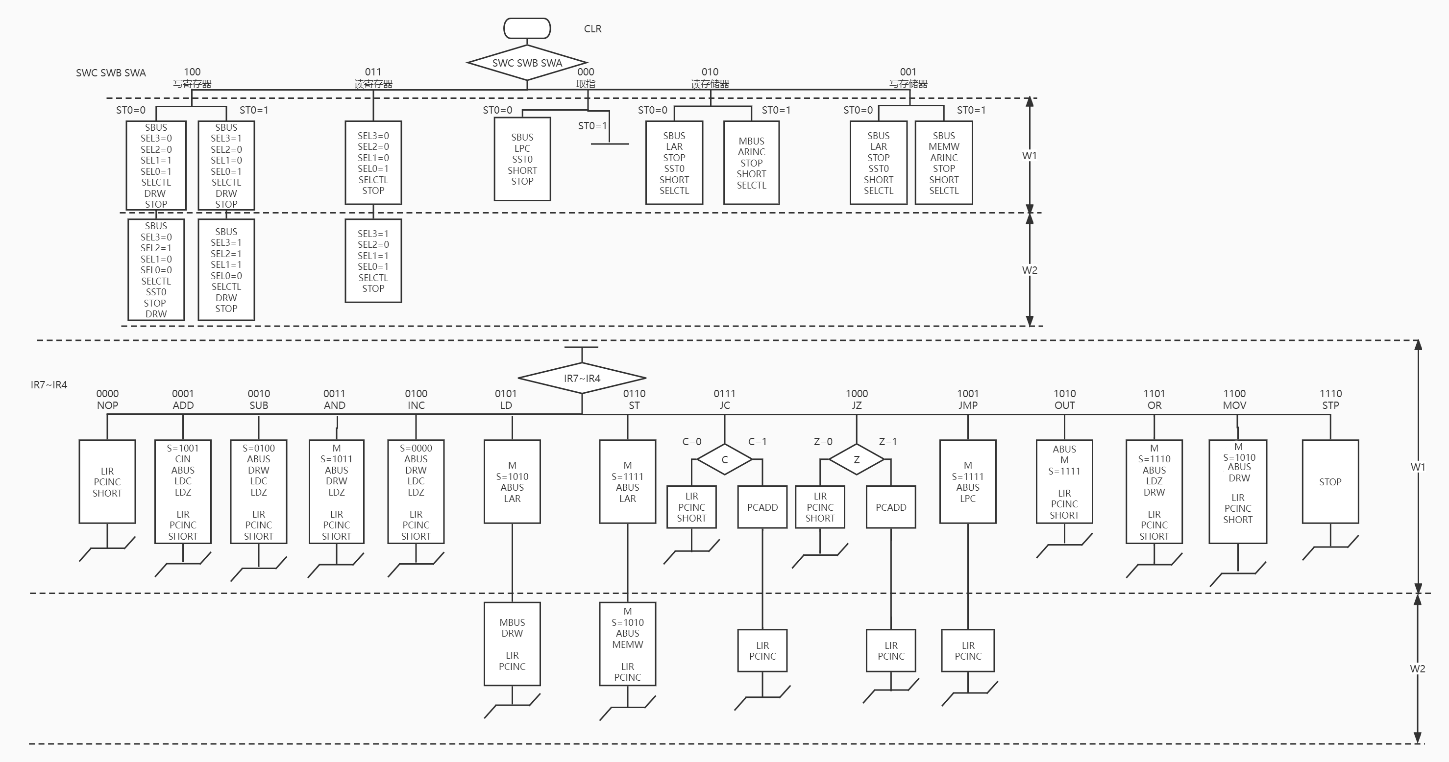 CLR
SWC SWB SWA
SWC SWB SWA
100
写寄存器
011
读寄存器
000
取指
010
读存储器
001
写存储器
ST0=0
ST0=1
ST0=0
ST0=1
ST0=0
ST0=1
ST0=0
ST0=1
SBUS
SEL3=0
SEL2=0
SEL1=1
SEL0=1
SELCTL
DRW
STOP
SBUS
SEL3=1
SEL2=0
SEL1=0
SEL0=1
SELCTL
DRW
STOP
SEL3=0
SEL2=0
SEL1=0
SEL0=1
SELCTL
STOP
SBUS
LPC
SST0
SHORT
STOP
SBUS
LAR
STOP
SST0
SHORT
SELCTL
MBUS
ARINC
STOP
SHORT
SELCTL
SBUS
LAR
STOP
SST0
SHORT
SELCTL
SBUS
MEMW
ARINC
STOP
SHORT
SELCTL
W1
SBUS
SEL3=0
SEL2=1
SEL1=0
SEL0=0
SELCTL
SST0
STOP
DRW
SBUS
SEL3=1
SEL2=1
SEL1=1
SEL0=0
SELCTL
DRW
STOP
SEL3=1
SEL2=0
SEL1=1
SEL0=1
SELCTL
STOP
W2
IR7~IR4
IR7~IR4
0000
NOP
0001
ADD
0010
SUB
0011
AND
0100
INC
0101
LD
0110
ST
0111
JC
1000
JZ
1001
JMP
1010
OUT
1101
OR
1100
MOV
1110
STP
LIR
PCINC
SHORT
S=1001
CIN
ABUS
LDC
LDZ
LIR
PCINC
SHORT
S=0100
ABUS
DRW
LDC
LDZ
LIR
PCINC
SHORT
M
S=1011
ABUS
DRW
LDZ
LIR
PCINC
SHORT
S=0000
ABUS
DRW
LDC
LDZ
LIR
PCINC
SHORT
M
S=1010
ABUS
LAR
M
S=1111
ABUS
LAR
C=0
C=1
C
LIR
PCINC
SHORT
PCADD
Z=0
Z=1
Z
LIR
PCINC
SHORT
PCADD
M
S=1111
ABUS
LPC
ABUS
M
S=1111
LIR
PCINC
SHORT
M
S=1110
ABUS
LDZ
DRW
LIR
PCINC
SHORT
M
S=1010
ABUS
DRW
LIR
PCINC
SHORT
STOP
W1
MBUS
DRW
LIR
PCINC
M
S=1010
ABUS
MEMW
LIR
PCINC
LIR
PCINC
LIR
PCINC
LIR
PCINC
W2